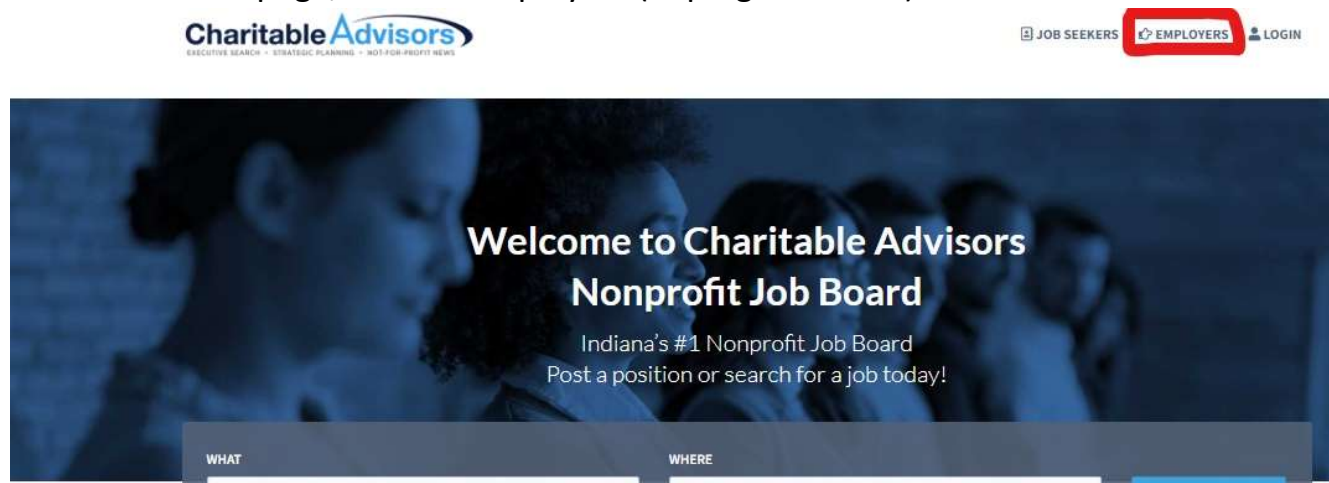 Charitable Advisors
EXECUTIVE SEARCH • STRATEGIC PLANNING • NOT-FOR-PROFIT NEWS
JOB SEEKERS EMPLOYERS LOGIN
Welcome to Charitable Advisors
Nonprofit Job Board
Indiana's #1 Nonprofit Job Board
Post a position or search for a job today!
WHAT WHERE